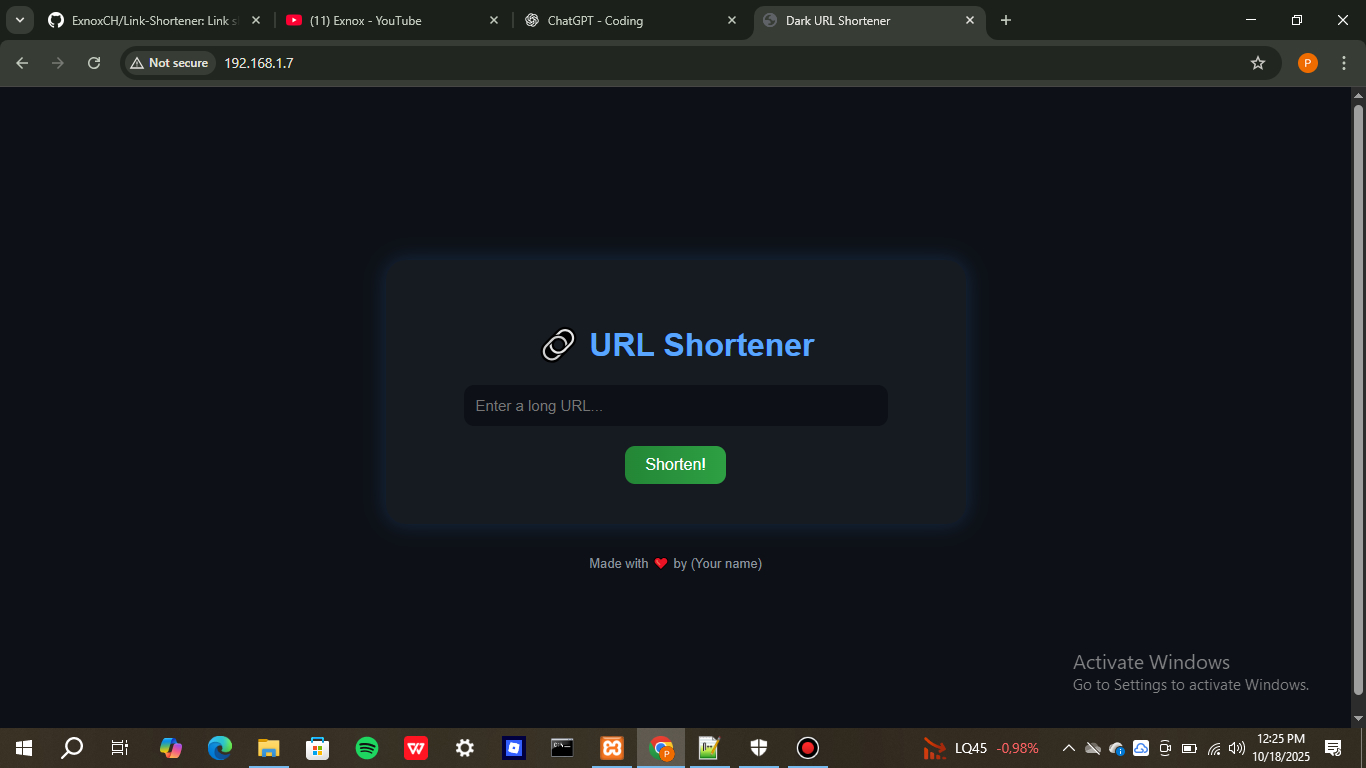 ExnoxCH/Link-Shortener: Link s
(11) Exnox - YouTube
ChatGPT - Coding
Dark URL Shortener
Not secure
192.168.1.7
P
URL Shortener
Enter a long URL...
Shorten!
Made with ❤ by (Your name)
Activate Windows
Go to Settings to activate Windows.
LQ45 -0,98%
12:25 PM
10/18/2025